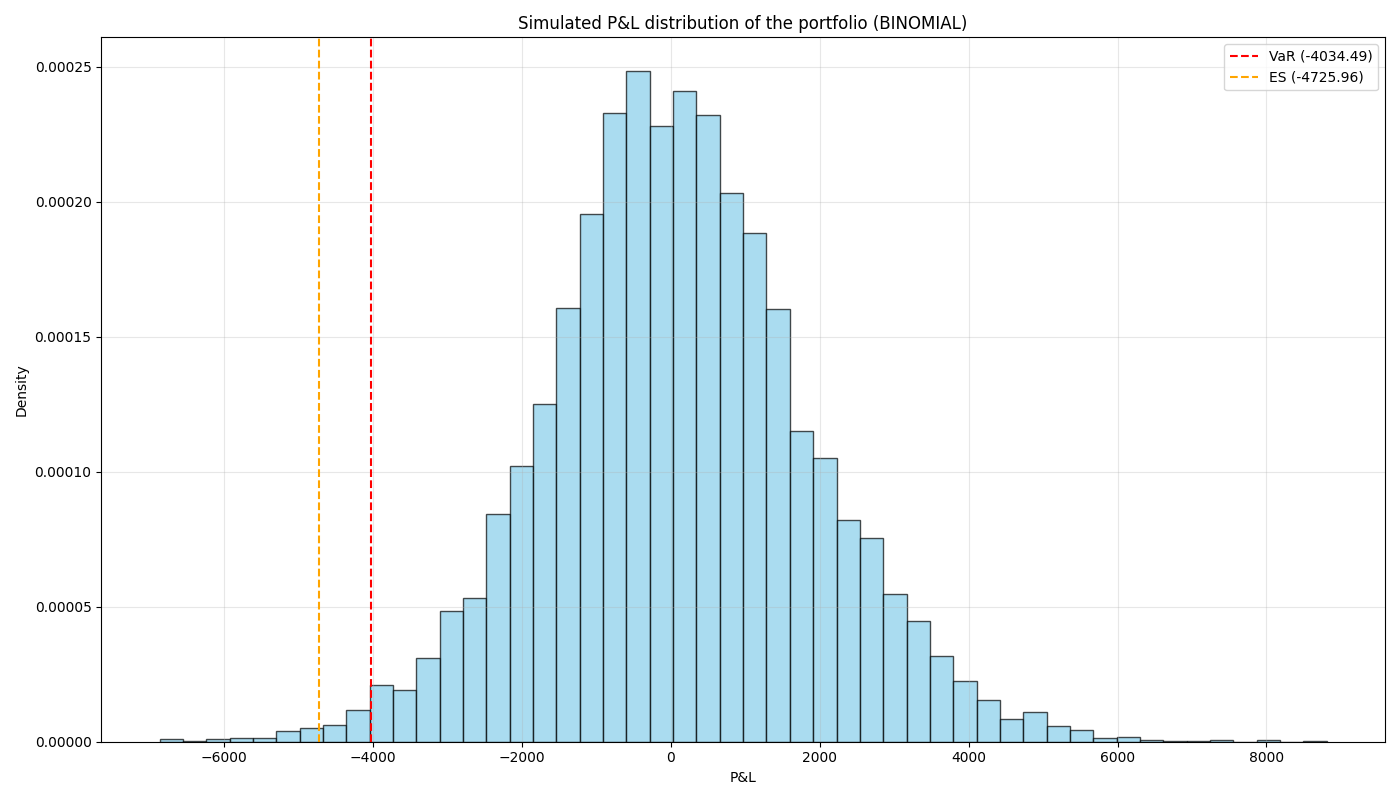 Simulated P&L distribution of the portfolio (BINOMIAL)
VaR (-4034.49)
ES (-4725.96)
Density
0.00025
0.00020
0.00015
0.00010
0.00005
0.00000
−6000 −4000 −2000 0 2000 4000 6000 8000
P&L